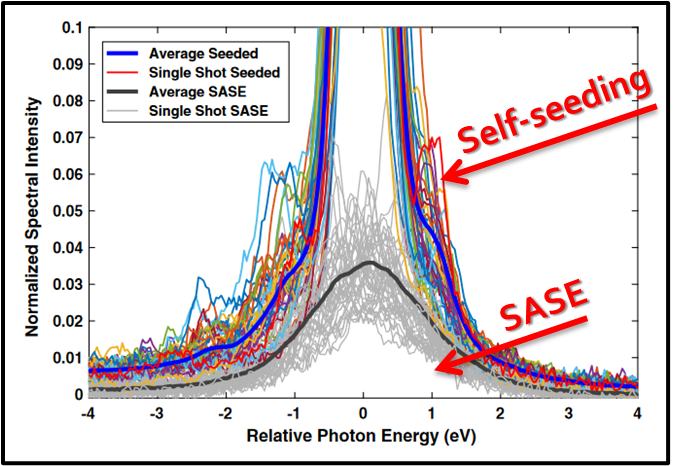 0.1
0.09
0.08
0.07
0.06
0.05
0.04
0.03
0.02
0.01
0
Normalized Spectral Intensity
Average Seeded
Single Shot Seeded
Average SASE
Single Shot SASE
Self-seeding
SASE
-4 -3 -2 -1 0 1 2 3 4
Relative Photon Energy (eV)